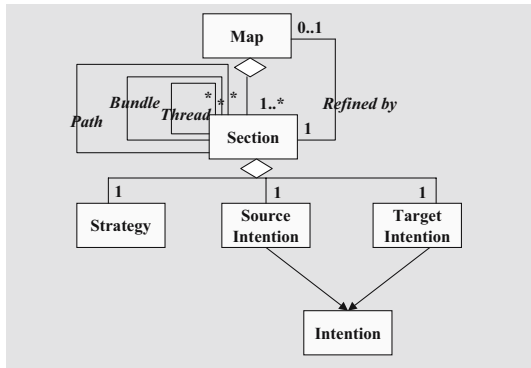 Map
0..1
Bundle
Thread
* * *
1..*
Refined by
Path
Section
1
1
1
1
Strategy
Source
Intention
Target
Intention
Intention